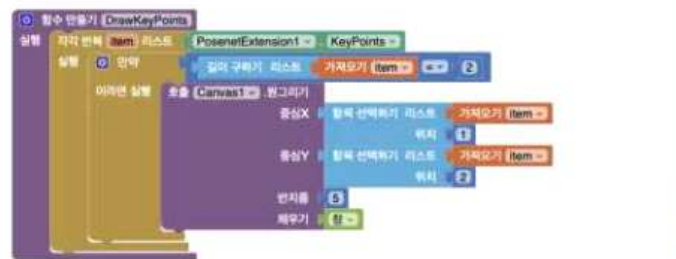 함수 만들기 DrawKeyPoints
실행 각각 반복 item 리스트 PosenetExtension1 . KeyPoints
실행 만약 길이 구하기 리스트 가져오기 item = 2
이라면 실행 호출 Canvas1 .원그리기
중심X 항목 선택하기 리스트 가져오기 item
위치 1
중심Y 항목 선택하기 리스트 가져오기 item
위치 2
반지름 5
채우기 참